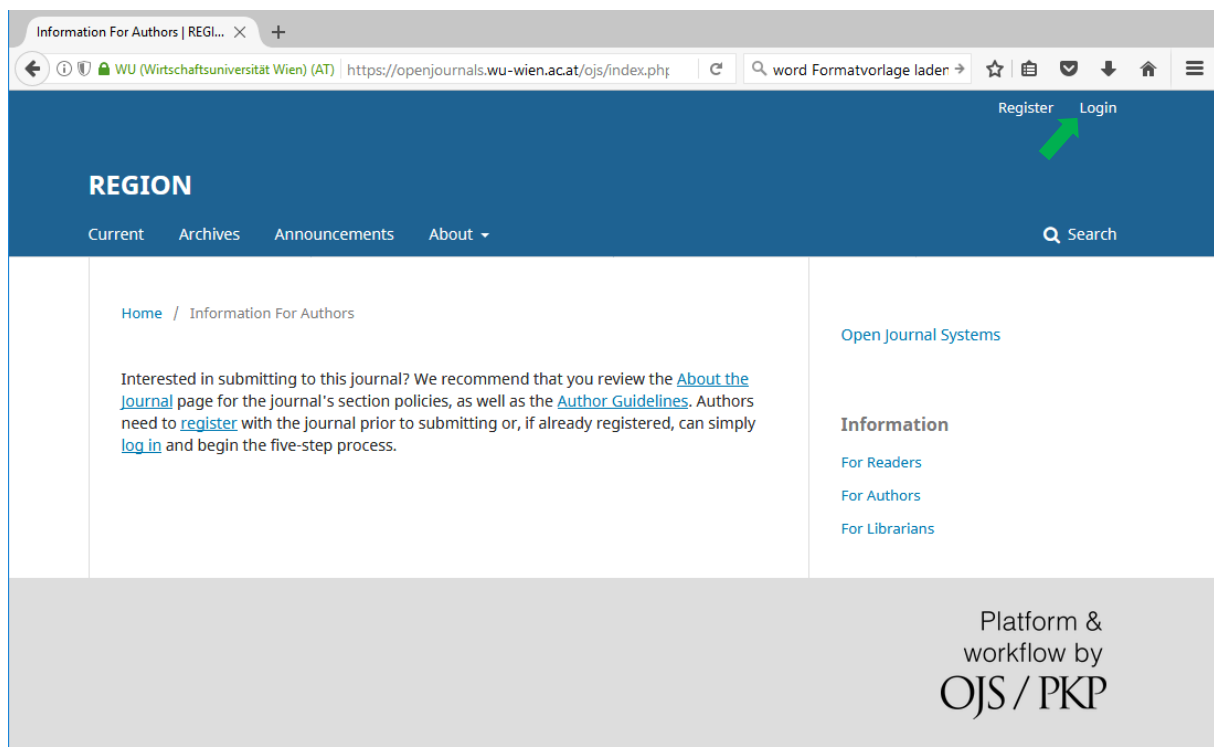 Information For Authors | REGI...
WU (Wirtschaftsuniversität Wien) (AT) https://openjournals.wu-wien.ac.at/ojs/index.php word Formatvorlage laden
Register Login
REGION
Current Archives Announcements About Search
Home / Information For Authors
Open Journal Systems
Interested in submitting to this journal? We recommend that you review the About the
Journal page for the journal's section policies, as well as the Author Guidelines. Authors
need to register with the journal prior to submitting or, if already registered, can simply
log in and begin the five-step process.
Information
For Readers
For Authors
For Librarians
Platform &
workflow by
OJS / PKP